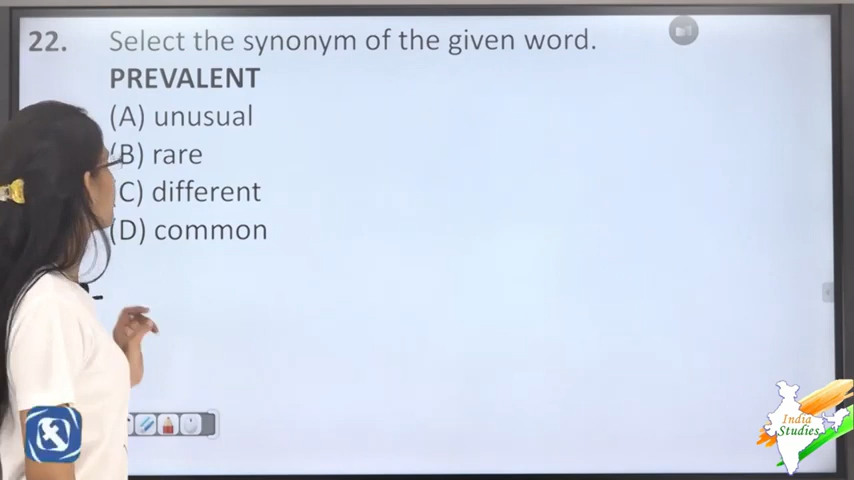 22. Select the synonym of the given word.
PREVALENT
(A) unusual
(B) rare
(C) different
(D) common
India
Studies